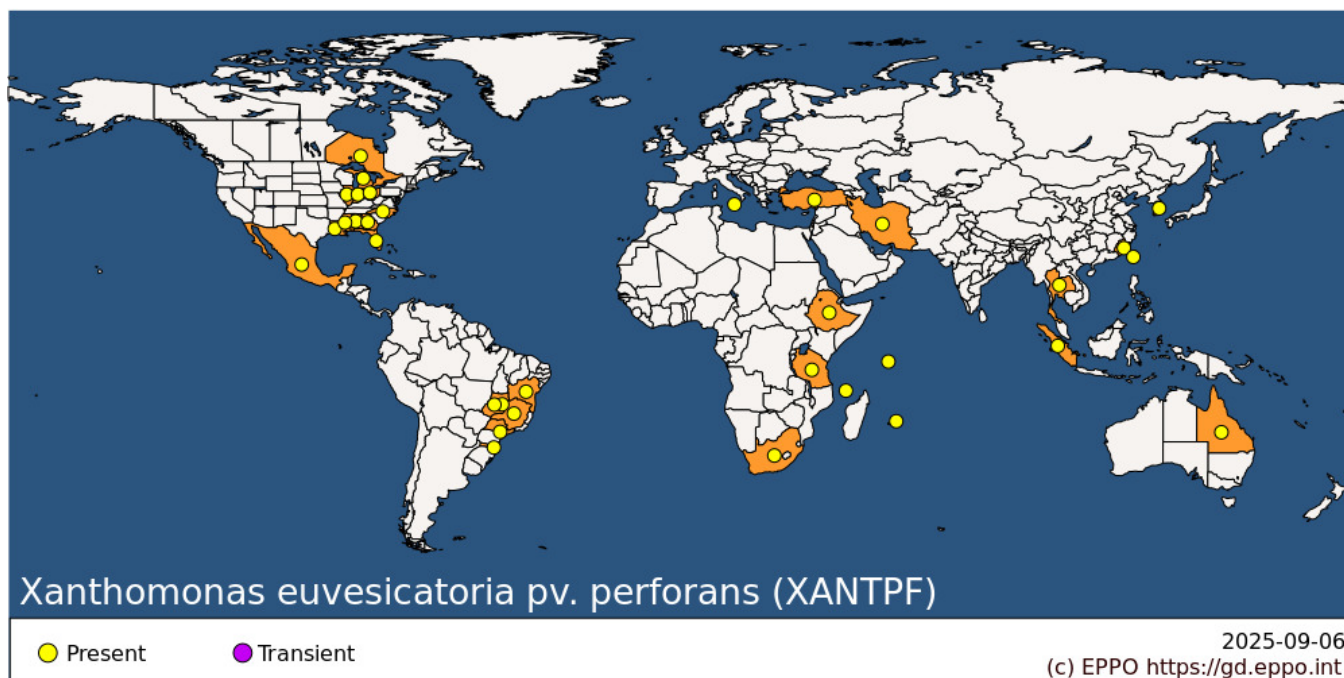 Xanthomonas euvesicatoria pv. perforans (XANTPF)
Present
Transient
2025-09-06
(c) EPPO https://gd.eppo.int